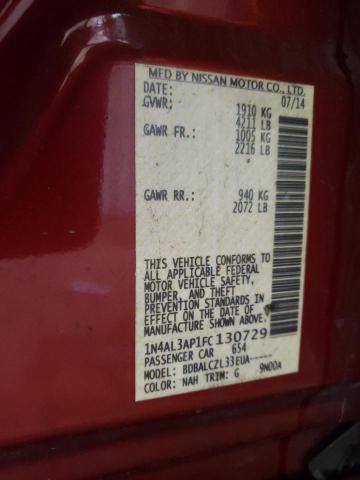 MFD BY NISSAN MOTOR CO., LTD.
DATE: 07/14
GVWR: 1910 KG
4211 LB
GAWR FR: 1005 KG
2216 LB
GAWR RR: 940 KG
2072 LB
THIS VEHICLE CONFORMS TO
ALL APPLICABLE FEDERAL
MOTOR VEHICLE SAFETY,
BUMPER, AND THEFT
PREVENTION STANDARDS IN
EFFECT ON THE DATE OF
MANUFACTURE SHOWN ABOVE.
1N4AL3AP1FC130729
PASSENGER CAR 654
MODEL: BDBALCZL33EUA-----
COLOR: NAH TRIM: G 9N00A